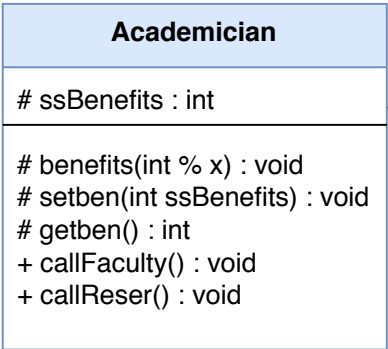 Academician
# ssBenefits : int
# benefits(int % x) : void
# setben(int ssBenefits) : void
# getben() : int
+ callFaculty() : void
+ callReser() : void